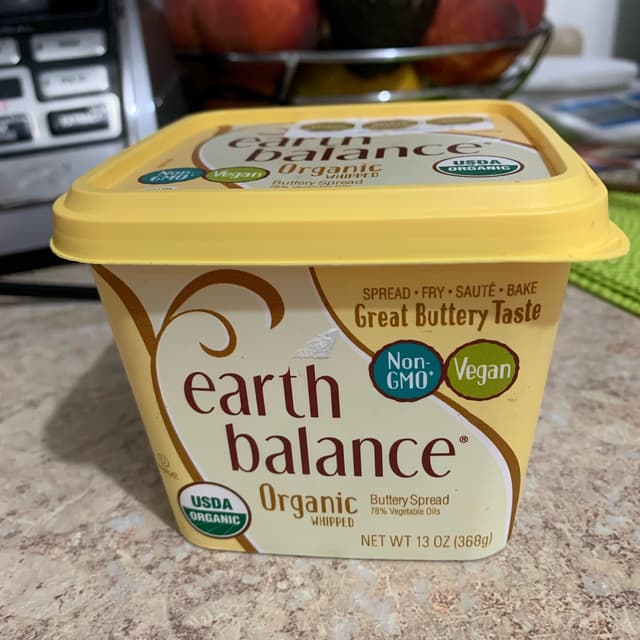 earth
balance®
Organic
WHIPPED
Buttery Spread
Non-
GMO
Vegan
USDA
ORGANIC
SPREAD • FRY • SAUTÉ • BAKE
Great Buttery Taste
Non-
GMO*
Vegan
earth
balance®
Organic
WHIPPED
Buttery Spread
78% Vegetable Oils
USDA
ORGANIC
NET WT 13 OZ (368g)